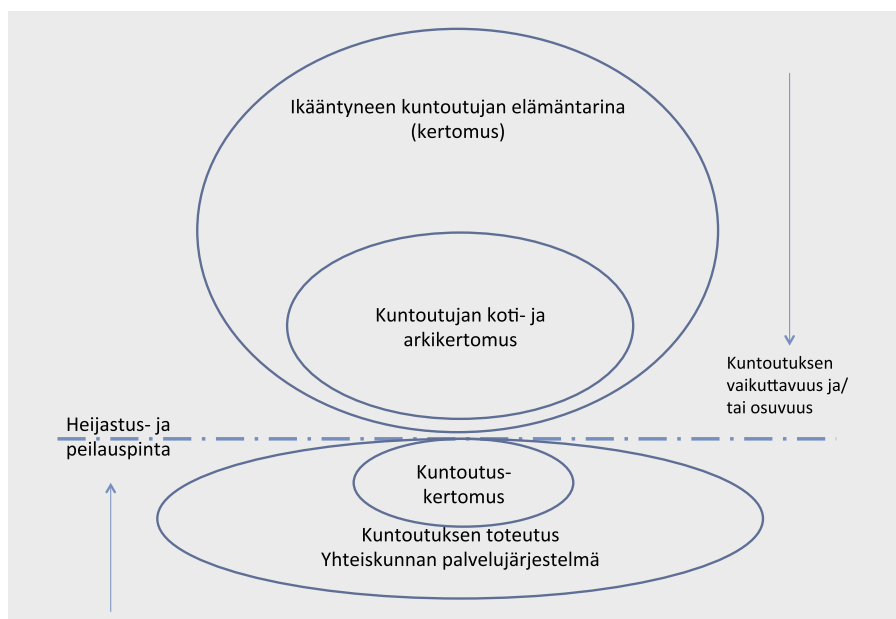 Ikääntyneen kuntoutujan elämäntarina
(kertomus)
Kuntoutujan koti- ja
arkikertomus
Kuntoutuksen
vaikuttavuus ja/
tai osuvuus
Heijastus- ja
peilauspinta
Kuntoutus-
kertomus
Kuntoutuksen toteutus
Yhteiskunnan palvelujärjestelmä